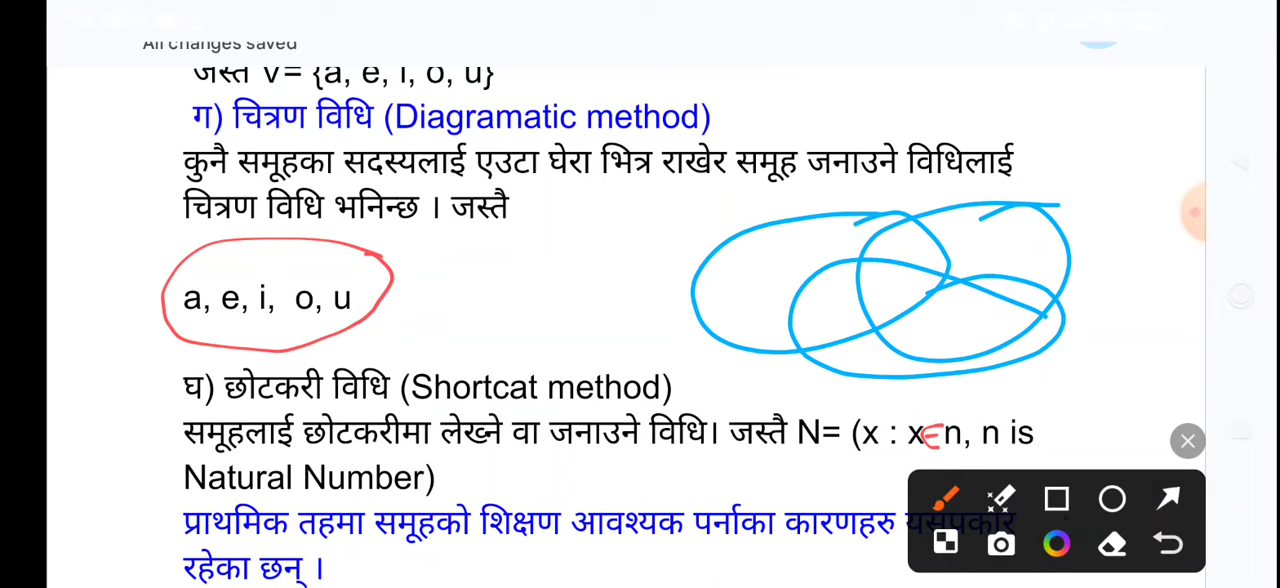 All changes saved
जस्तै V= {a, e, i, o, u}
ग) चित्रण विधि (Diagramatic method)
कुनै समूहका सदस्यलाई एउटा घेरा भित्र राखेर समूह जनाउने विधिलाई
चित्रण विधि भनिन्छ । जस्तै
a, e, i, o, u
घ) छोटकरी विधि (Shortcat method)
समूहलाई छोटकरीमा लेख्ने वा जनाउने विधि। जस्तै N= (x : x∈n, n is
Natural Number)
प्राथमिक तहमा समूहको शिक्षण आवश्यक पर्नाका कारणहरु
रहेका छन् ।